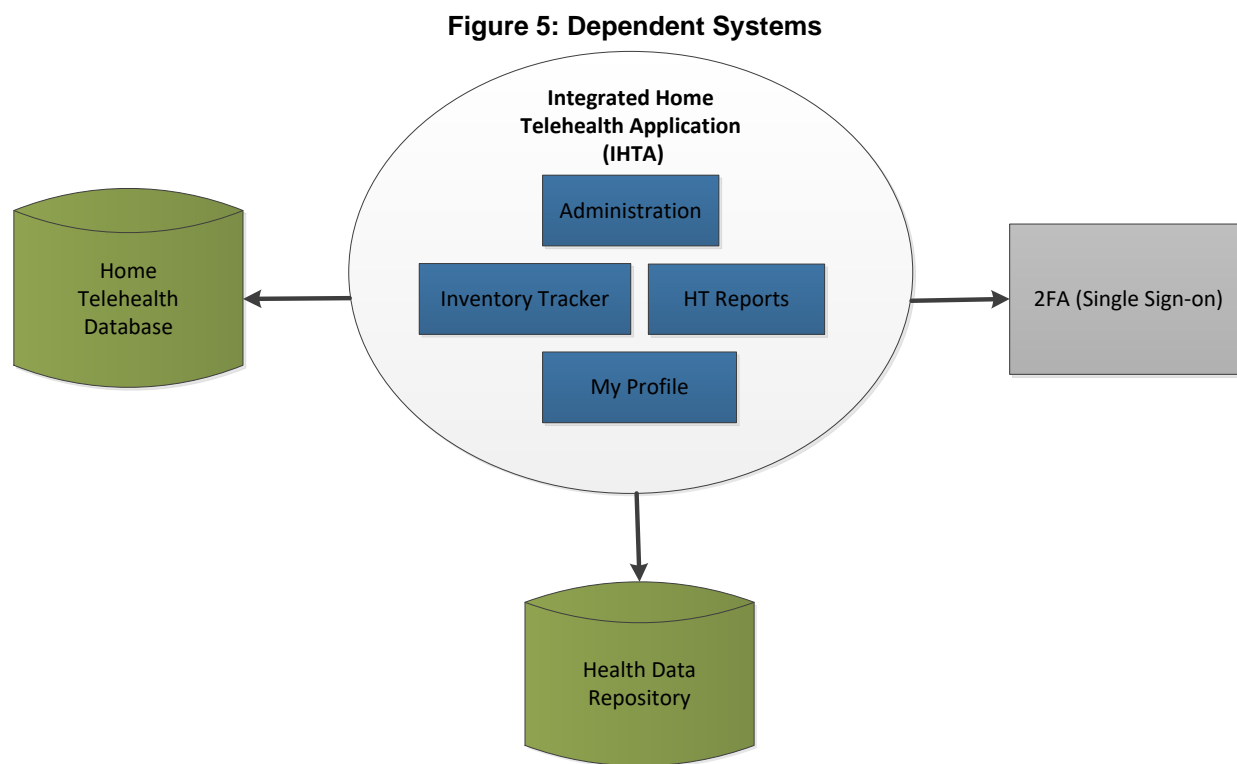 Figure 5: Dependent Systems
Integrated Home
Telehealth Application
(IHTA)
Administration
Inventory Tracker
HT Reports
My Profile
Home
Telehealth
Database
2FA (Single Sign-on)
Health Data
Repository